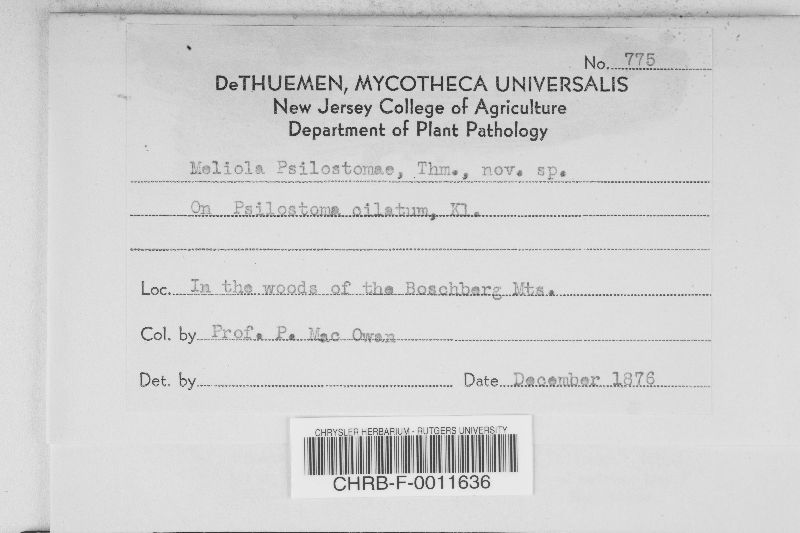 No. 775
DeTHUEMEN, MYCOTHECA UNIVERSALIS
New Jersey College of Agriculture
Department of Plant Pathology
Meliola Psilostomae, Thm., nov. sp.
On Psilostoma cilatum, Kl.
Loc. In the woods of the Boschberg Mts.
Col. by Prof. P. Mac Owan
Det. by
Date December 1876
CHRYSLER HERBARIUM - RUTGERS UNIVERSITY
CHRB-F-0011636